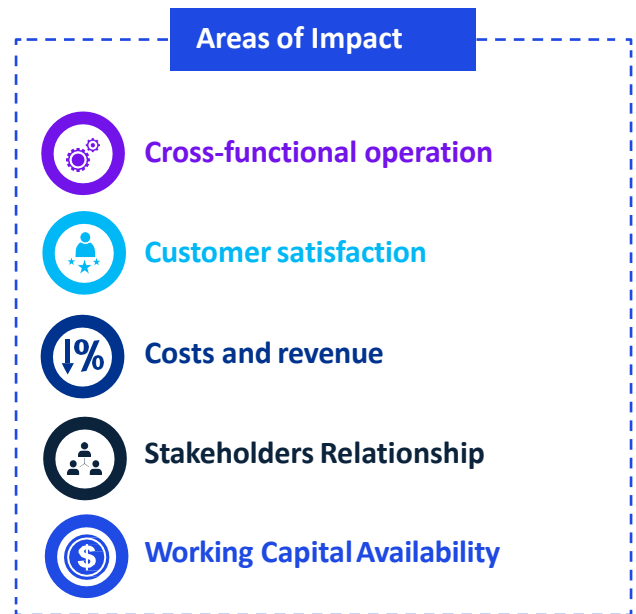 Areas of Impact
Cross-functional operation
Customer satisfaction
%
Costs and revenue
Stakeholders Relationship
$
Working Capital Availability